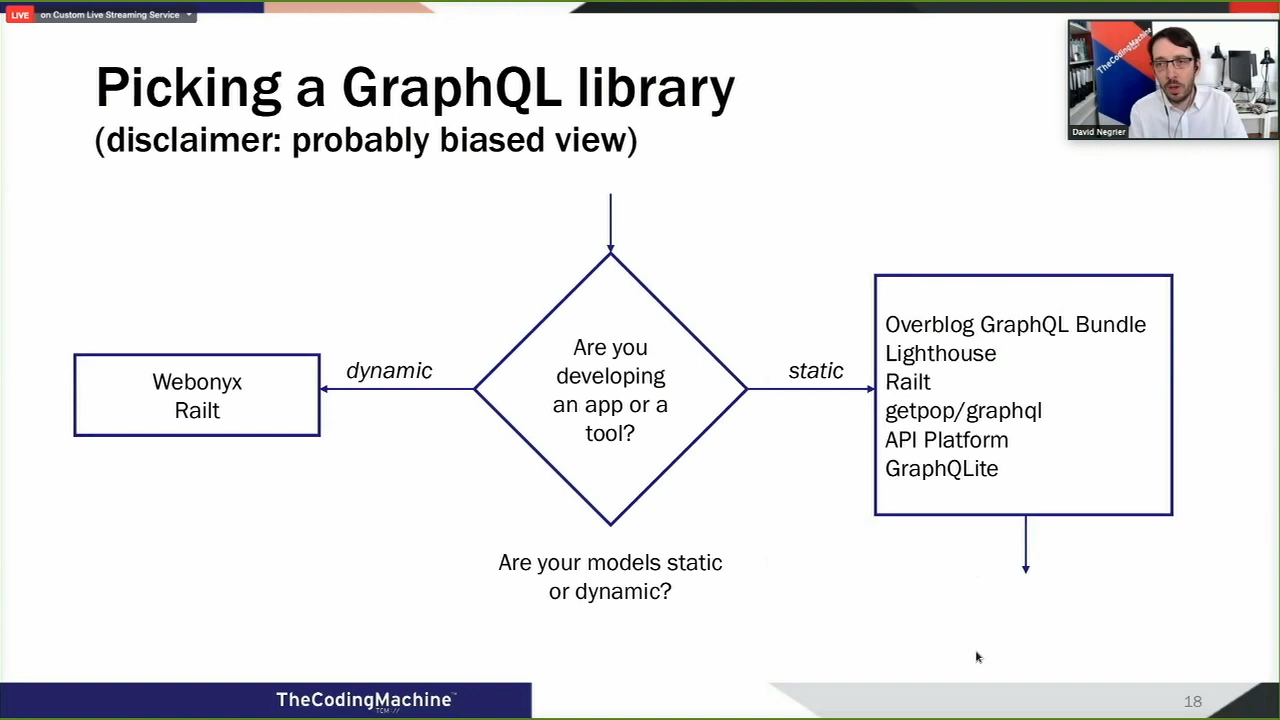 LIVE on Custom Live Streaming Service
Picking a GraphQL library
(disclaimer: probably biased view)
TheCodingMachine
David Negrier
Are you
developing
an app or a
tool?
dynamic
static
Webonyx
Railt
Overblog GraphQL Bundle
Lighthouse
Railt
getpop/graphql
API Platform
GraphQLite
Are your models static
or dynamic?
TheCodingMachine™
TCM://
18